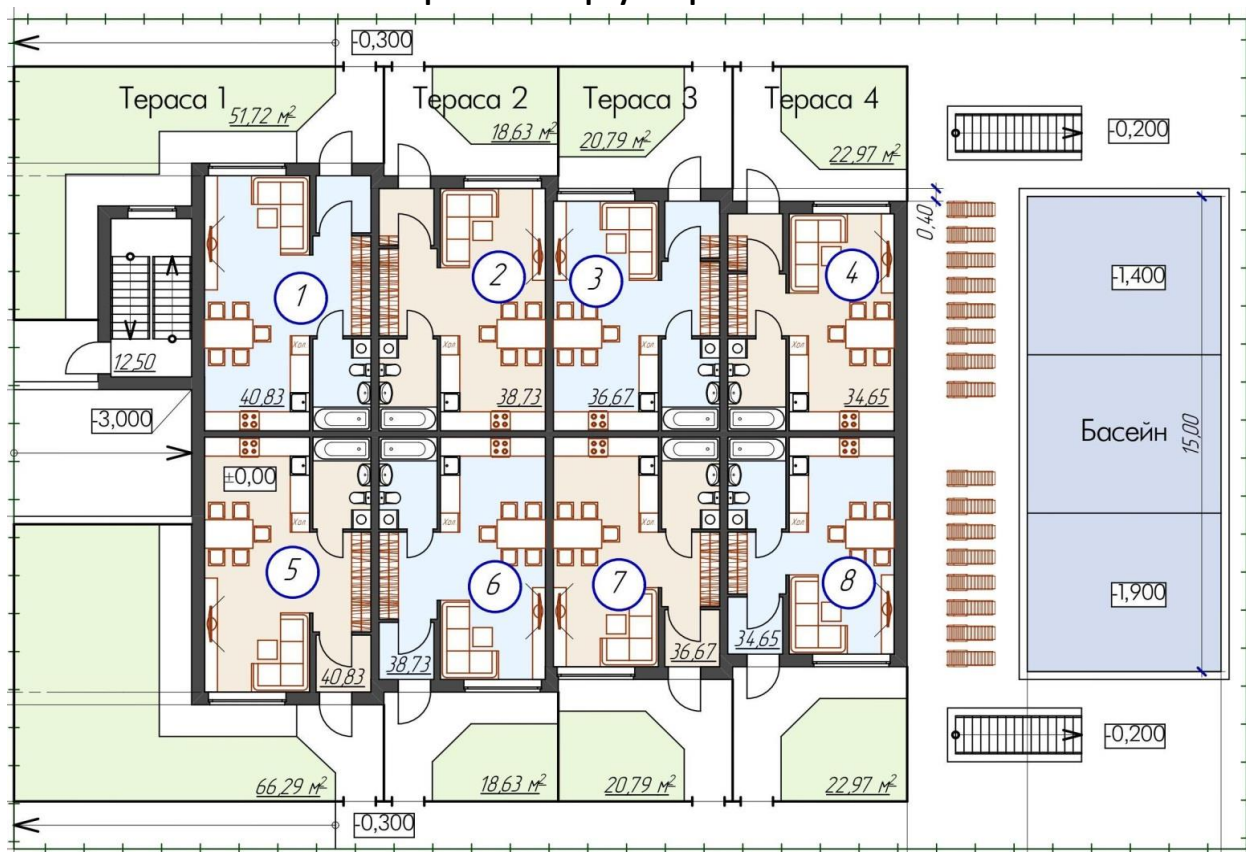 -0,300
Тераса 1
Тераса 2
Тераса 3
Тераса 4
51,72 м²
18,63 м²
20,79 м²
22,97 м²
-0,200
0,40
1
2
3
4
-1,400
12,50
Хол
Хол
Хол
Хол
40,83
38,73
36,67
34,65
-3,000
Басейн
15,00
±0,00
Хол
Хол
Хол
Хол
5
6
7
8
-1,900
40,83
38,73
36,67
34,65
-0,200
66,29 м²
18,63 м²
20,79 м²
22,97 м²
-0,300